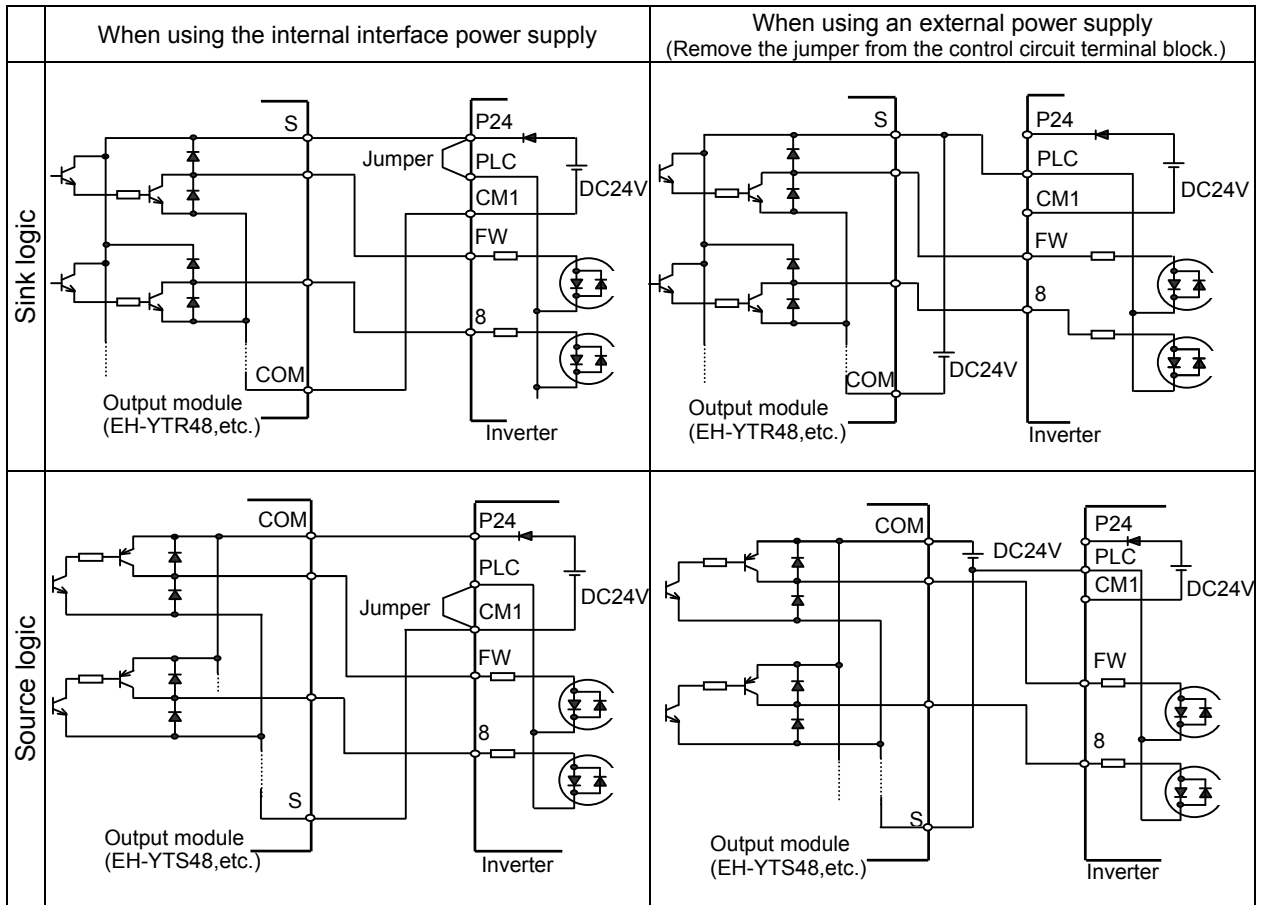 When using the internal interface power supply
When using an external power supply
(Remove the jumper from the control circuit terminal block.)
Sink logic
S
P24
Jumper
PLC
DC24V
CM1
FW
8
COM
Output module
(EH-YTR48,etc.)
Inverter
S
P24
PLC
DC24V
CM1
FW
8
DC24V
COM
Output module
(EH-YTR48,etc.)
Inverter
Source logic
COM
P24
PLC
DC24V
Jumper
CM1
FW
8
S
Output module
(EH-YTS48,etc.)
Inverter
COM
DC24V
P24
PLC
CM1
DC24V
FW
8
S
Output module
(EH-YTS48,etc.)
Inverter